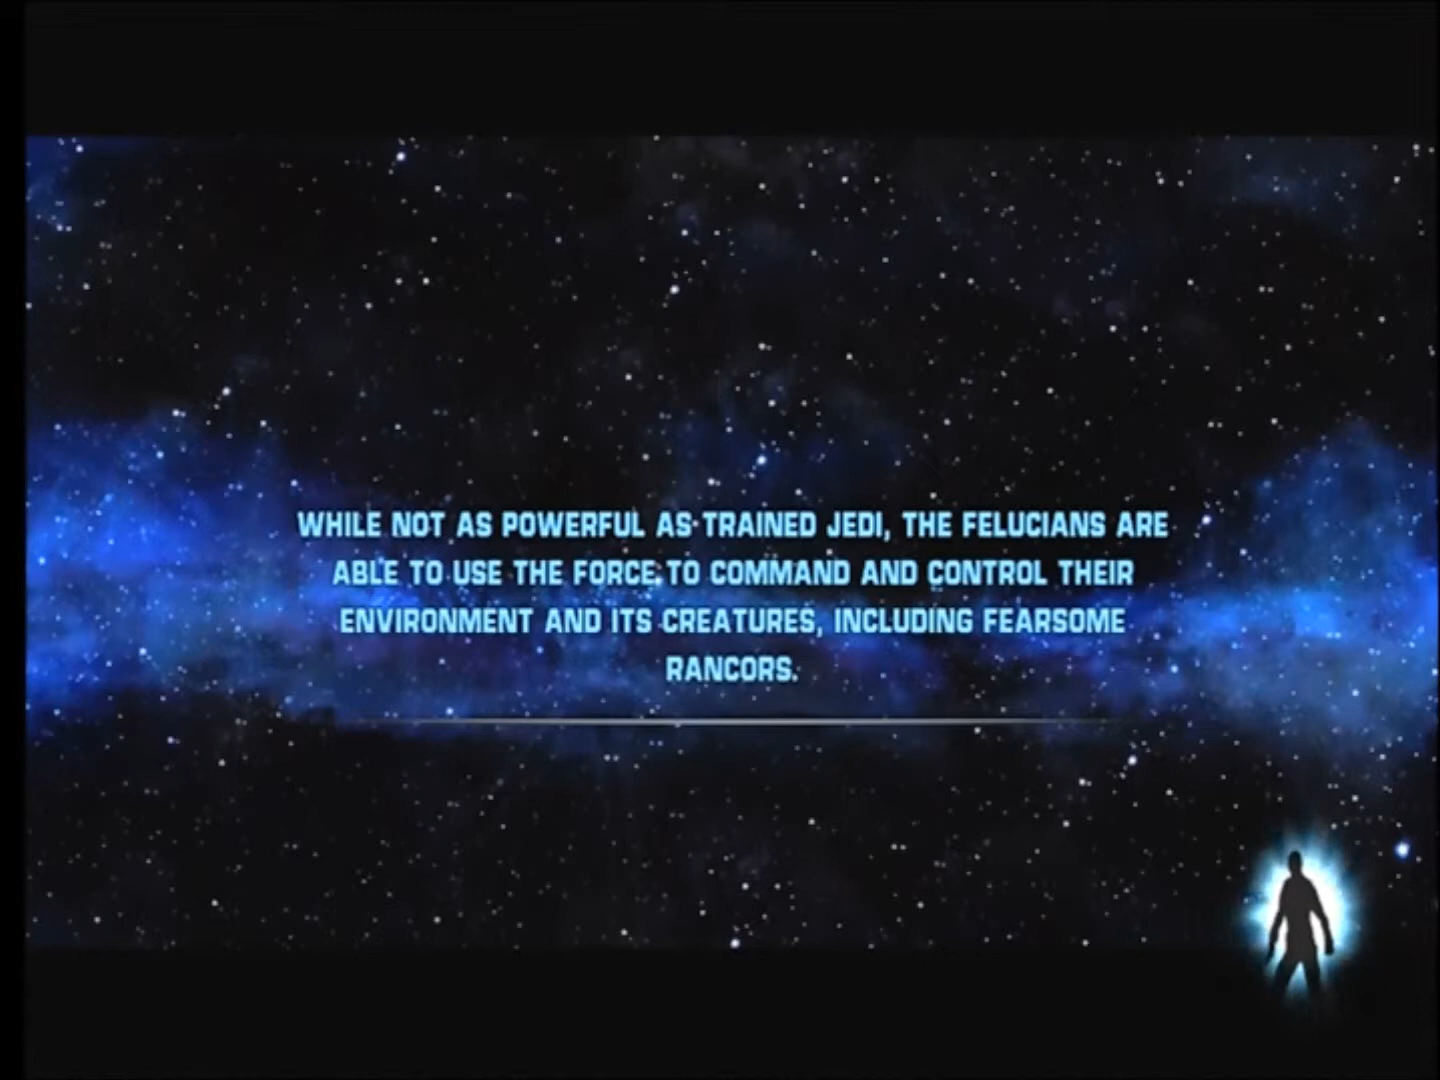 WHILE NOT AS POWERFUL AS TRAINED JEDI, THE FELUCIANS ARE
ABLE TO USE THE FORCE TO COMMAND AND CONTROL THEIR
ENVIRONMENT AND ITS CREATURES, INCLUDING FEARSOME
RANCORS.